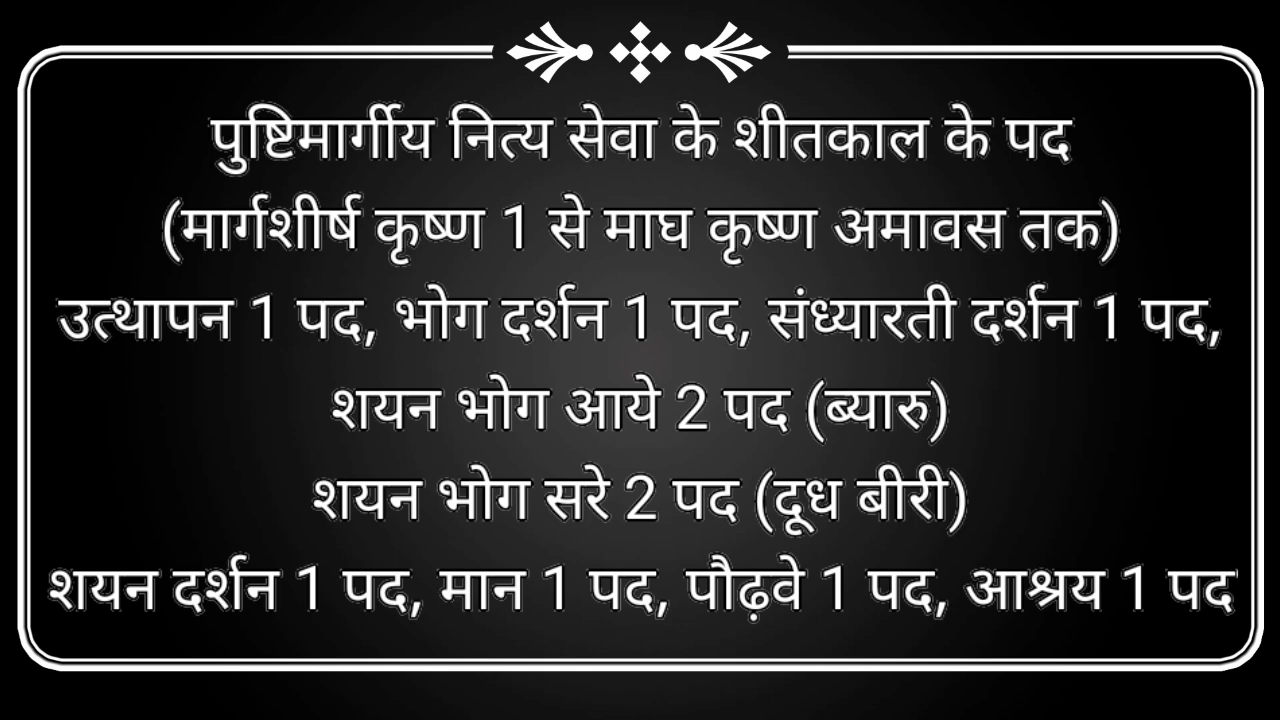 पुष्टिमार्गीय नित्य सेवा के शीतकाल के पद
(मार्गशीर्ष कृष्ण 1 से माघ कृष्ण अमावस तक)
उत्थापन 1 पद, भोग दर्शन 1 पद, संध्यारती दर्शन 1 पद,
शयन भोग आये 2 पद (ब्यारु)
शयन भोग सरे 2 पद (दूध बीरी)
शयन दर्शन 1 पद, मान 1 पद, पौढ़वे 1 पद, आश्रय 1 पद